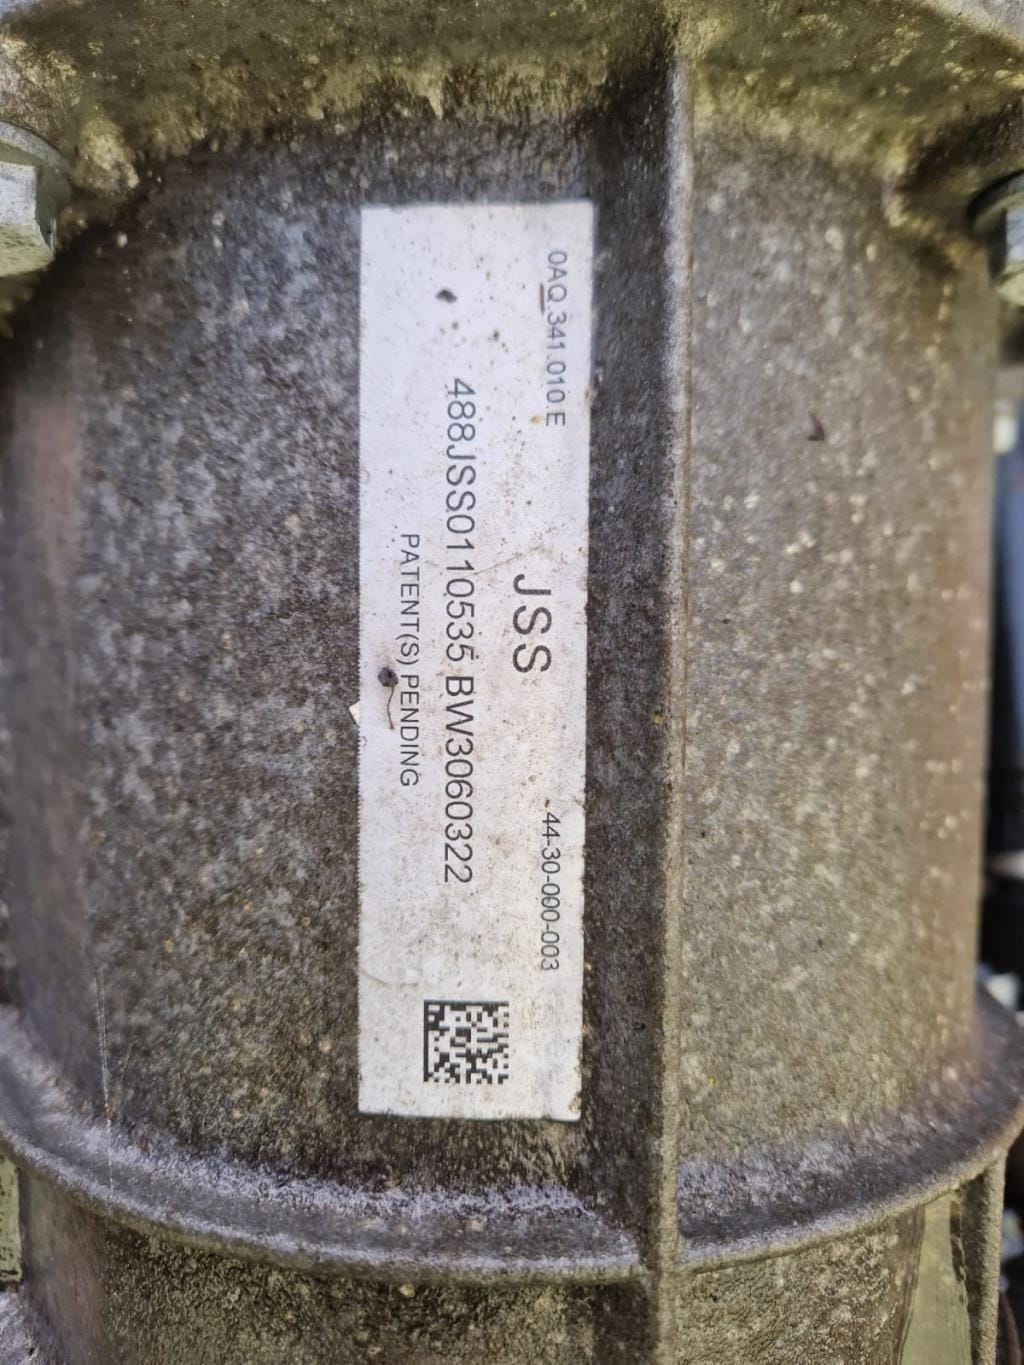 0AQ.341.010.E
JSS
44-30-000-003
488JSS0110535 BW3060322
PATENT(S) PENDING